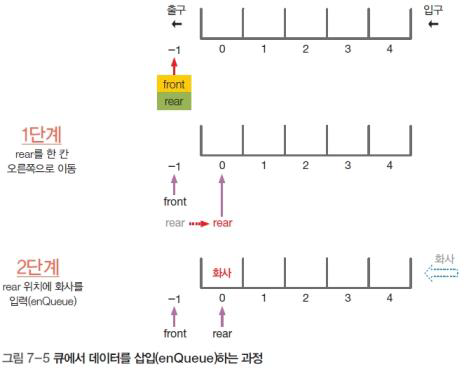 출구
입구
-1 0 1 2 3 4
front
rear
1단계
rear를 한 칸
오른쪽으로 이동
-1 0 1 2 3 4
front
rear rear
2단계
rear 위치에 화사를
입력(enQueue)
화사
화사
-1 0 1 2 3 4
front rear
그림 7-5 큐에서 데이터를 삽입(enQueue)하는 과정